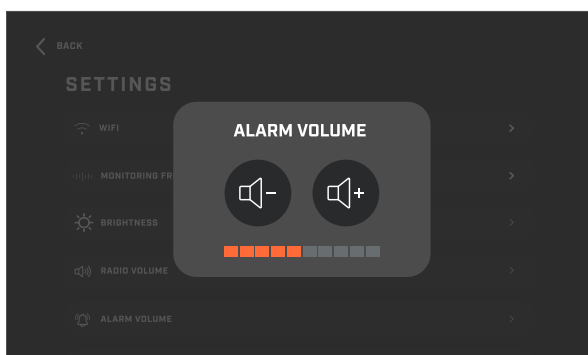 BACK
SETTINGS
WIFI
ALARM VOLUME
MONITORING FR
BRIGHTNESS
RADIO VOLUME
ALARM VOLUME